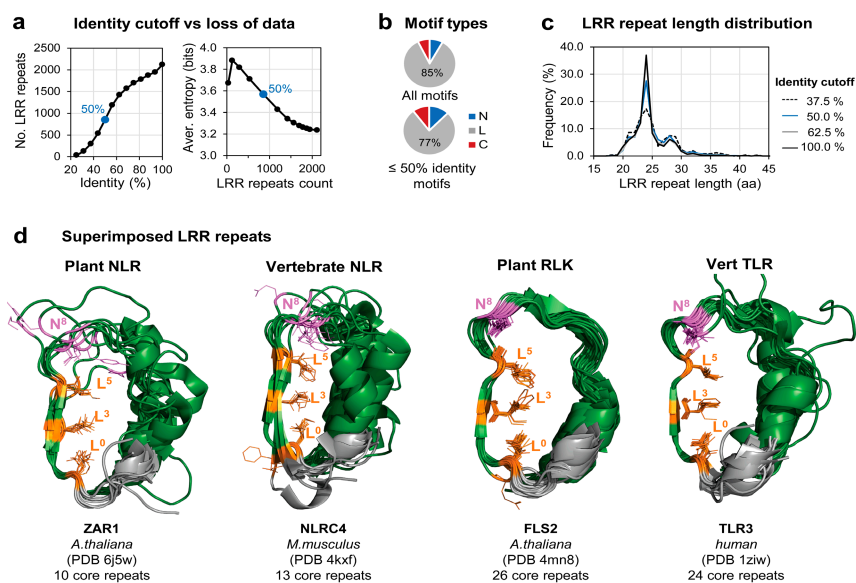 a Identity cutoff vs loss of data
No. LRR repeats
2500
2000
1500
1000
500
0
50%
20 40 60 80 100
Identity (%)
Aver. entropy (bits)
4.0
3.8
3.6
3.4
3.2
3.0
50%
0 1000 2000
LRR repeats count
b Motif types
85%
All motifs
77%
≤ 50% identity
motifs
N
L
C
c LRR repeat length distribution
Frequency (%)
40.0
30.0
20.0
10.0
0.0
15 20 25 30 35 40 45
LRR repeat length (aa)
Identity cutoff
37.5 %
50.0 %
62.5 %
100.0 %
d Superimposed LRR repeats
Plant NLR
N⁸
L⁵
L³
L⁰
ZAR1
A.thaliana
(PDB 6j5w)
10 core repeats
Vertebrate NLR
N⁸
L⁵
L³
L⁰
NLRC4
M.musculus
(PDB 4kxf)
13 core repeats
Plant RLK
N⁸
L⁵
L³
L⁰
FLS2
A.thaliana
(PDB 4mn8)
26 core repeats
Vert TLR
N⁸
L⁵
L³
L⁰
TLR3
human
(PDB 1ziw)
24 core repeats